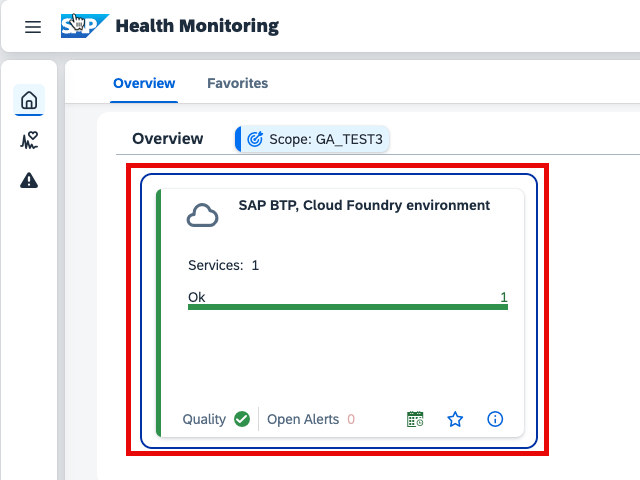 SAP Health Monitoring
Overview Favorites
Overview Scope: GA_TEST3
SAP BTP, Cloud Foundry environment
Services: 1
Ok 1
Quality Open Alerts 0